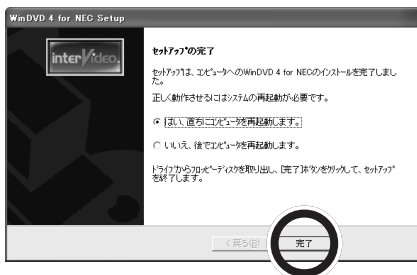 WinDVD 4 for NEC Setup
InterVideo.
ｾｯﾄｱｯﾌﾟの完了
ｾｯﾄｱｯﾌﾟは、ｺﾝﾋﾟｭｰﾀへのWinDVD 4 for NECのｲﾝｽﾄｰﾙを完了しまし
た。
正しく動作させるにはｼｽﾃﾑの再起動が必要です。
はい、直ちにｺﾝﾋﾟｭｰﾀを再起動します。
いいえ、後でｺﾝﾋﾟｭｰﾀを再起動します。
ﾄﾞﾗｲﾌﾞからﾌﾛｯﾋﾟｰﾃﾞｨｽｸを取り出し、[完了]ﾎﾞﾀﾝをｸﾘｯｸして、ｾｯﾄｱｯﾌﾟ
を終了します。
< 戻る(B)
完了